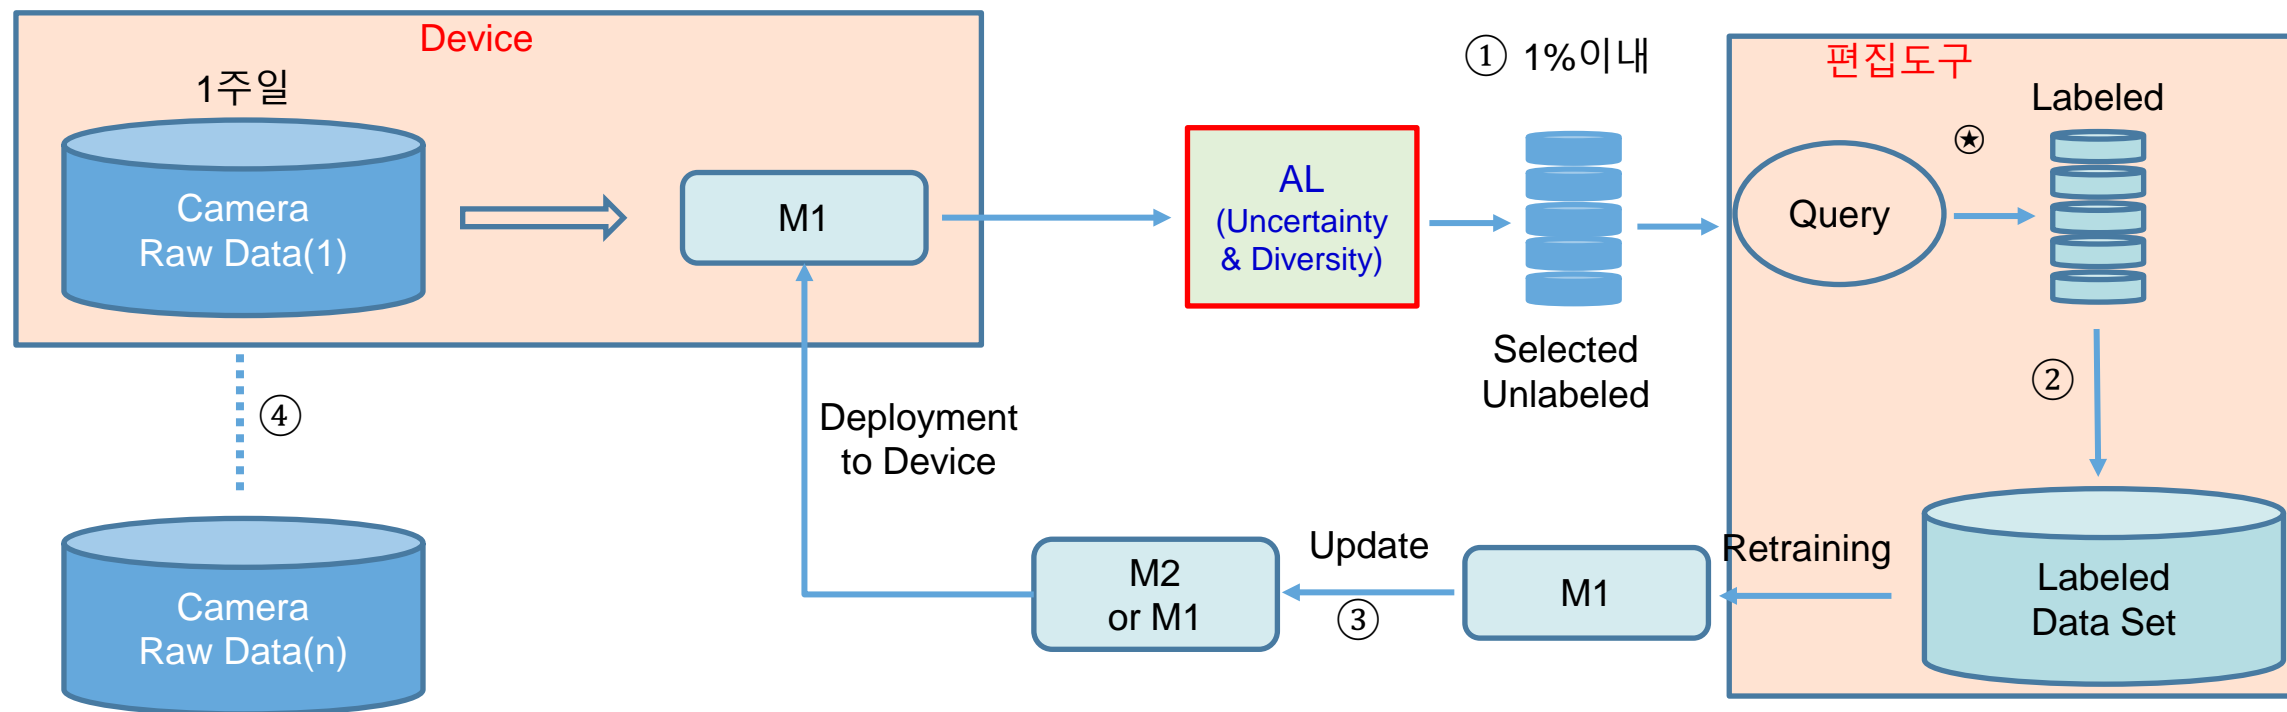 Device
1주일
Camera
Raw Data(1)
M1
AL
(Uncertainty
& Diversity)
① 1%이내
Selected
Unlabeled
편집도구
Query
★
Labeled
②
Labeled
Data Set
Retraining
M1
Update
③
M2
or M1
Deployment
to Device
④
Camera
Raw Data(n)